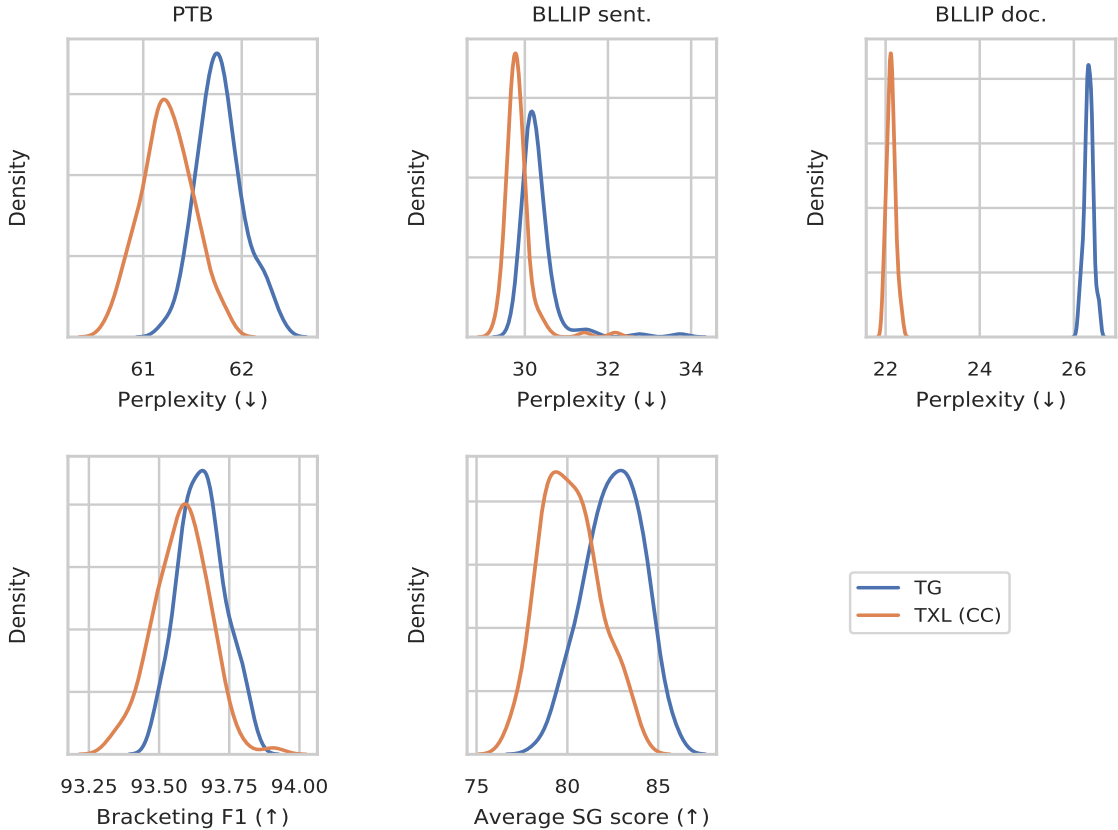 PTB
BLLIP sent.
BLLIP doc.
Density
Density
Density
61 62
30 32 34
22 24 26
Perplexity (↓)
Perplexity (↓)
Perplexity (↓)
Density
Density
TG
TXL (CC)
93.25 93.50 93.75 94.00
75 80 85
Bracketing F1 (↑)
Average SG score (↑)